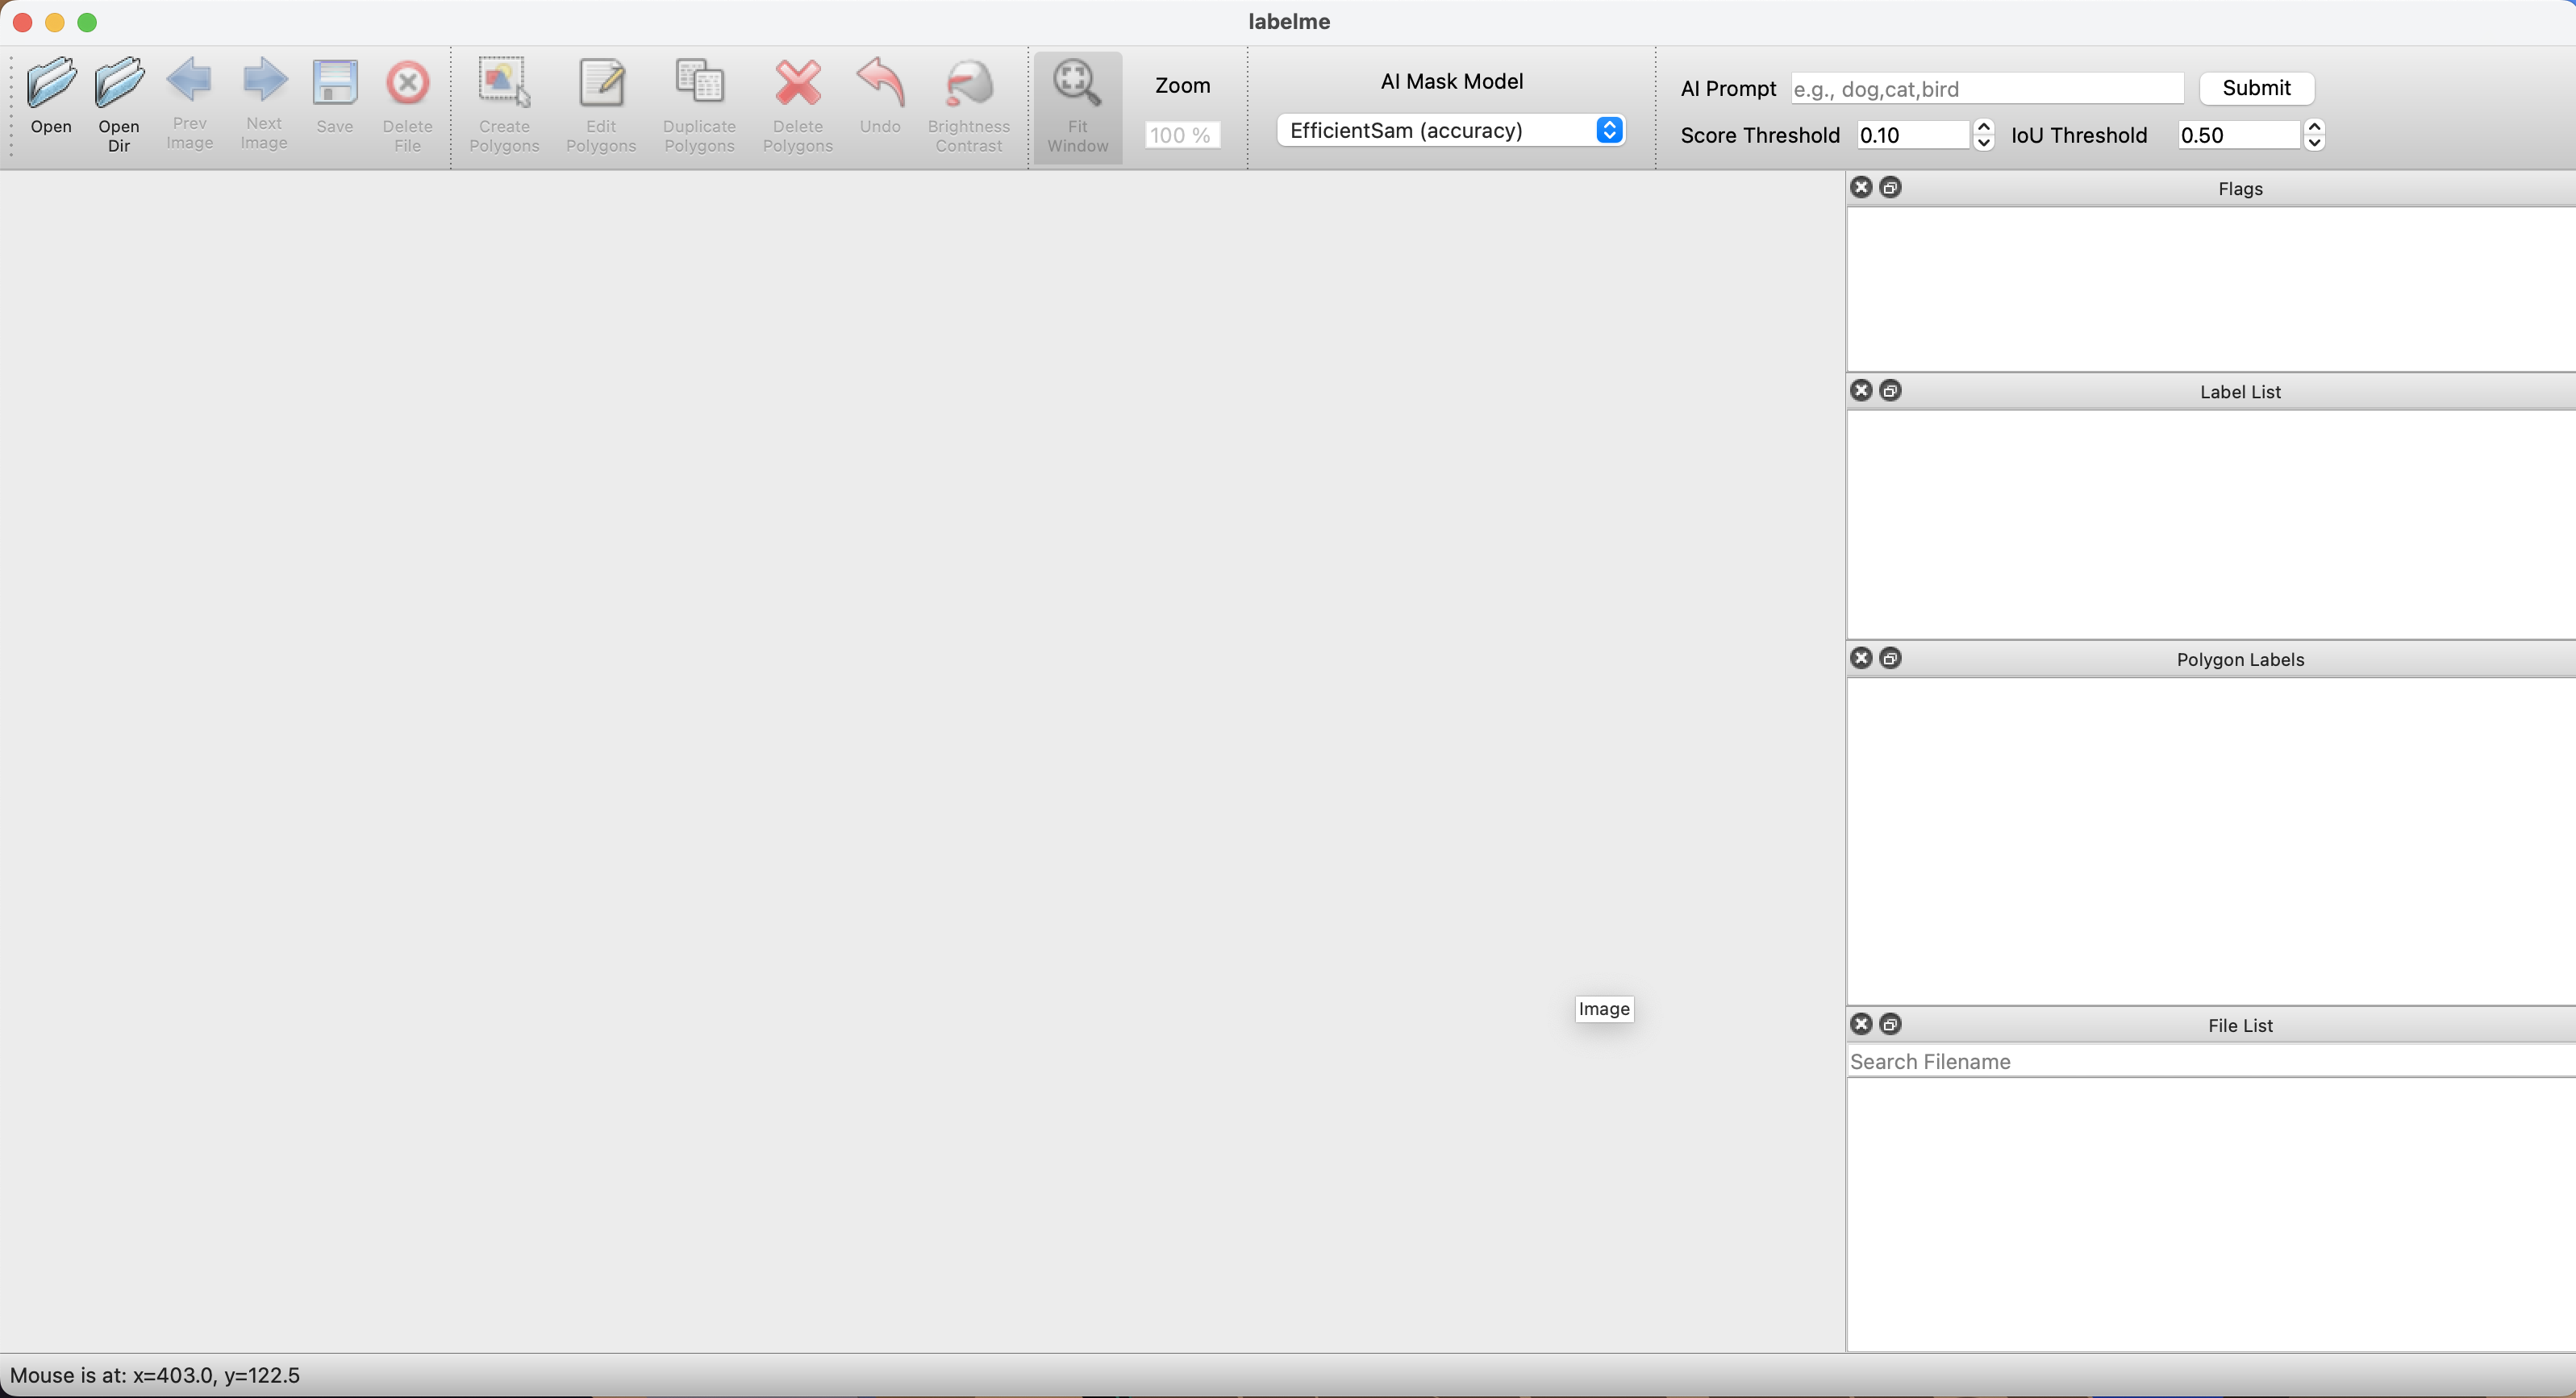 labelme
Open
Open
Dir
Prev
Image
Next
Image
Save
Delete
File
Create
Polygons
Edit
Polygons
Duplicate
Polygons
Delete
Polygons
Undo
Brightness
Contrast
Fit
Window
Zoom
100 %
AI Mask Model
EfficientSam (accuracy)
AI Prompt e.g., dog,cat,bird Submit
Score Threshold 0.10 IoU Threshold 0.50
Flags
Label List
Polygon Labels
Image
File List
Search Filename
Mouse is at: x=403.0, y=122.5